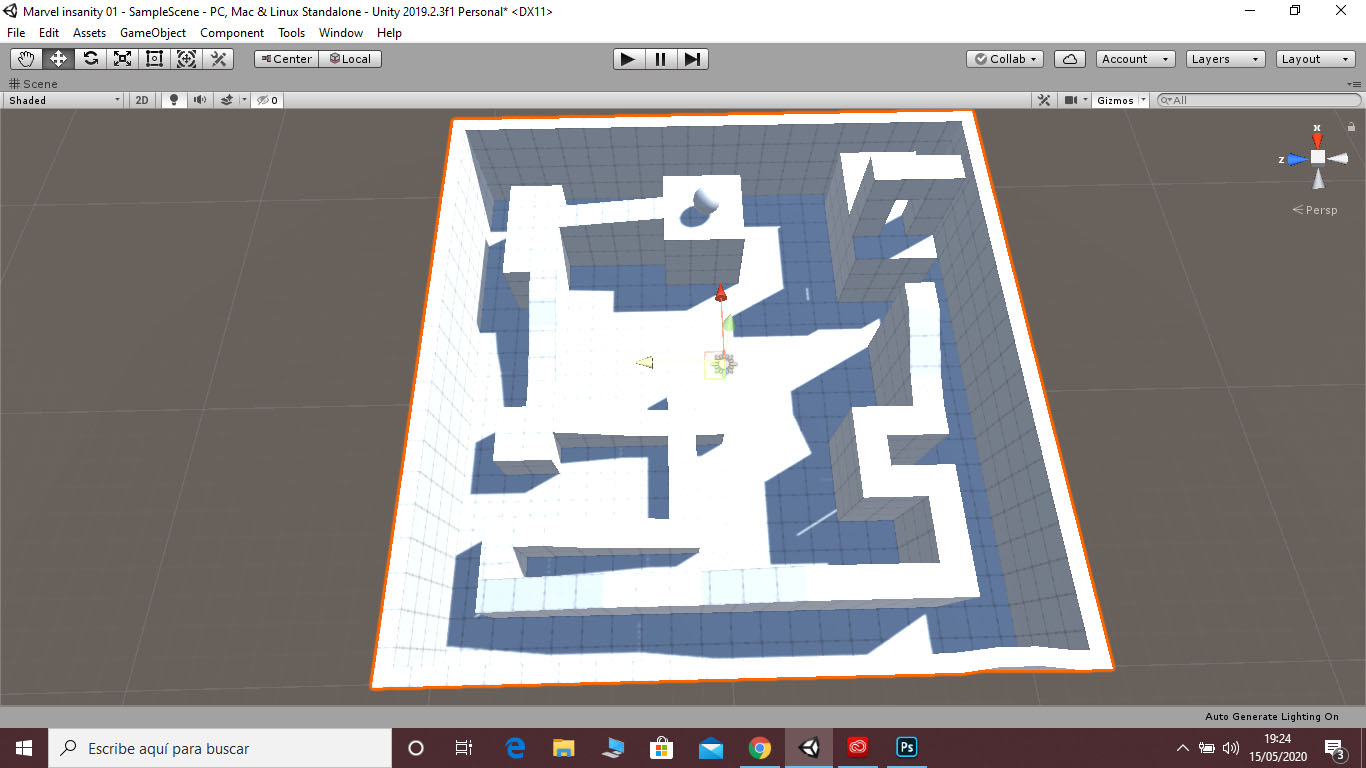 Marvel insanity 01 - SampleScene - PC, Mac & Linux Standalone - Unity 2019.2.3f1 Personal* <DX11>
File Edit Assets GameObject Component Tools Window Help
Center Local Collab Account Layers Layout
Scene
Shaded 2D 0 Gizmos All
x
z
Persp
Auto Generate Lighting On
Escribe aquí para buscar
Ps
19:24
15/05/2020
3